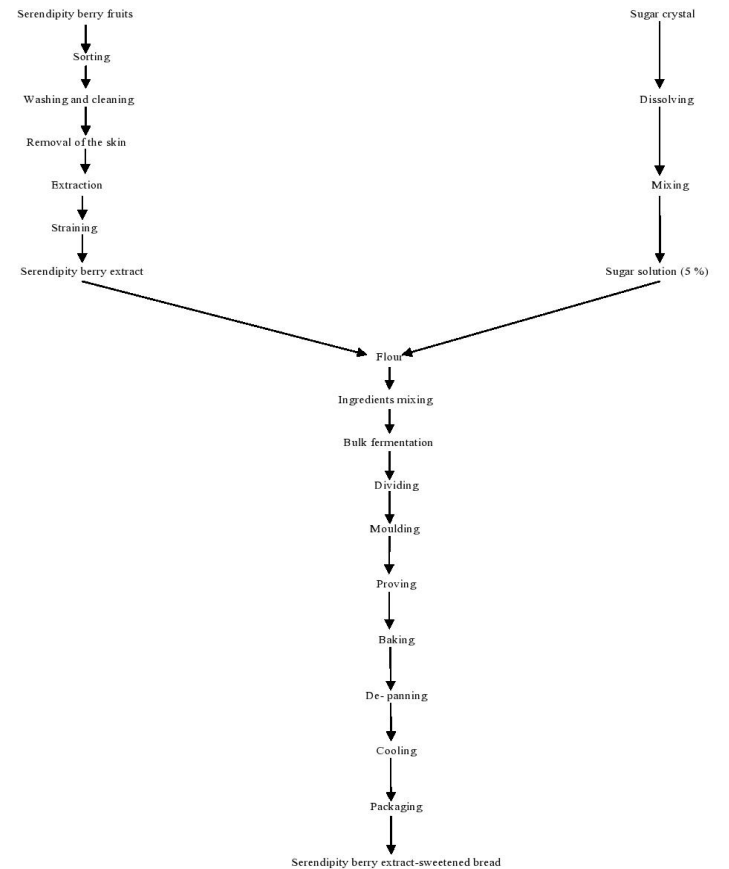 Serendipity berry fruits
Sorting
Washing and cleaning
Removal of the skin
Extraction
Straining
Serendipity berry extract
Sugar crystal
Dissolving
Mixing
Sugar solution (5 %)
Flour
Ingredients mixing
Bulk fermentation
Dividing
Moulding
Proving
Baking
De- panning
Cooling
Packaging
Serendipity berry extract-sweetened bread